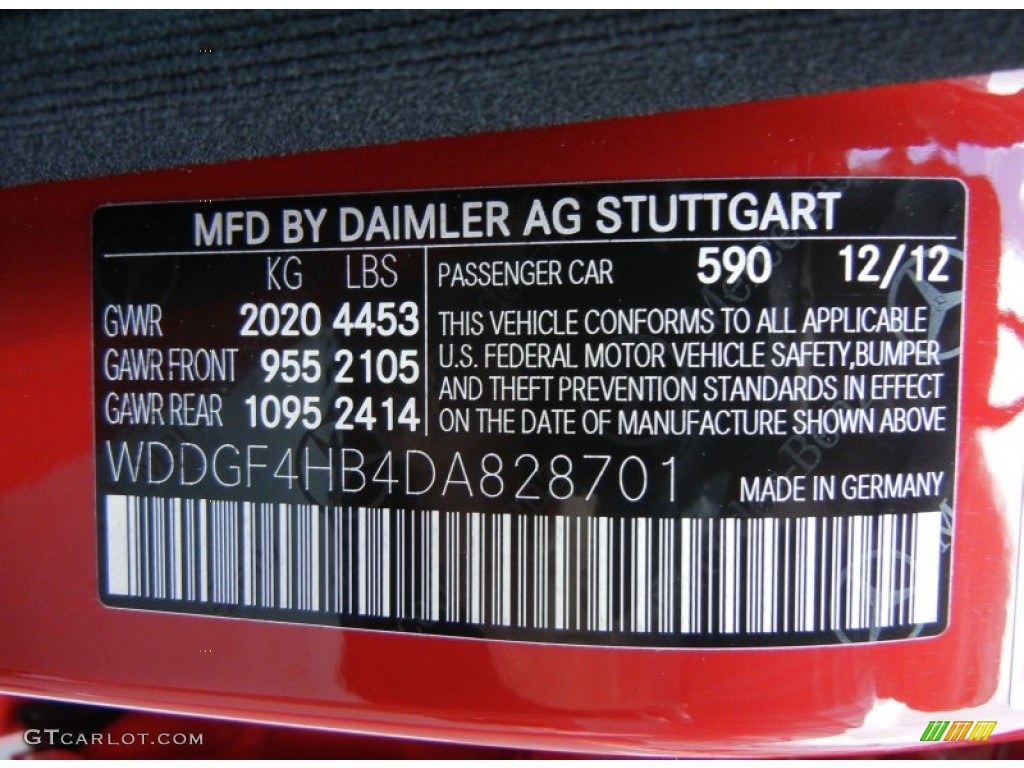 MFD BY DAIMLER AG STUTTGART
KG LBS
GVWR 2020 4453
GAWR FRONT 955 2105
GAWR REAR 1095 2414
PASSENGER CAR 590 12/12
THIS VEHICLE CONFORMS TO ALL APPLICABLE
U.S. FEDERAL MOTOR VEHICLE SAFETY,BUMPER
AND THEFT PREVENTION STANDARDS IN EFFECT
ON THE DATE OF MANUFACTURE SHOWN ABOVE
WDDGF4HB4DA828701
MADE IN GERMANY
GTCARLOT.COM